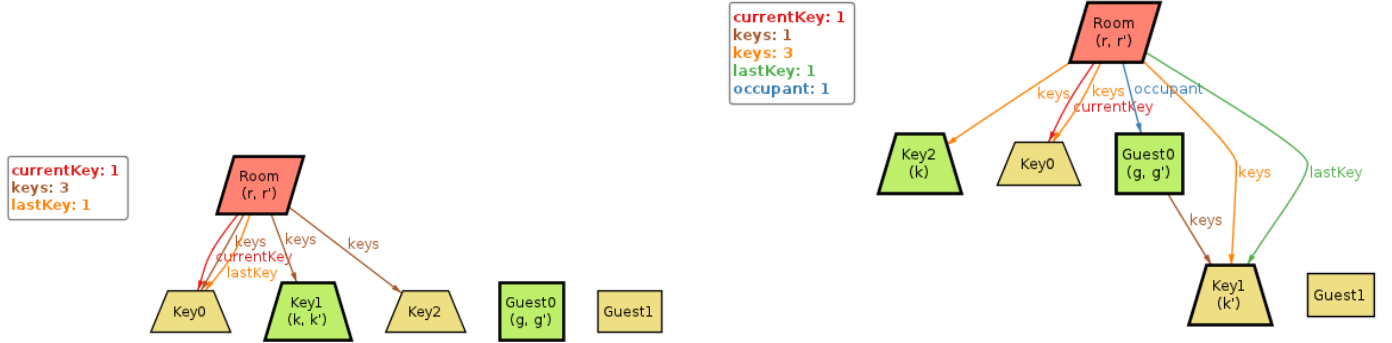 currentKey: 1
keys: 3
lastKey: 1
Room
(r, r')
keys
keys
keys
currentKey
lastKey
Key0
Key1
(k, k')
Key2
Guest0
(g, g')
Guest1
currentKey: 1
keys: 1
keys: 3
lastKey: 1
occupant: 1
Room
(r, r')
keys
keys
occupant
currentKey
Key2
(k)
Key0
Guest0
(g, g')
keys
lastKey
keys
Key1
(k')
Guest1